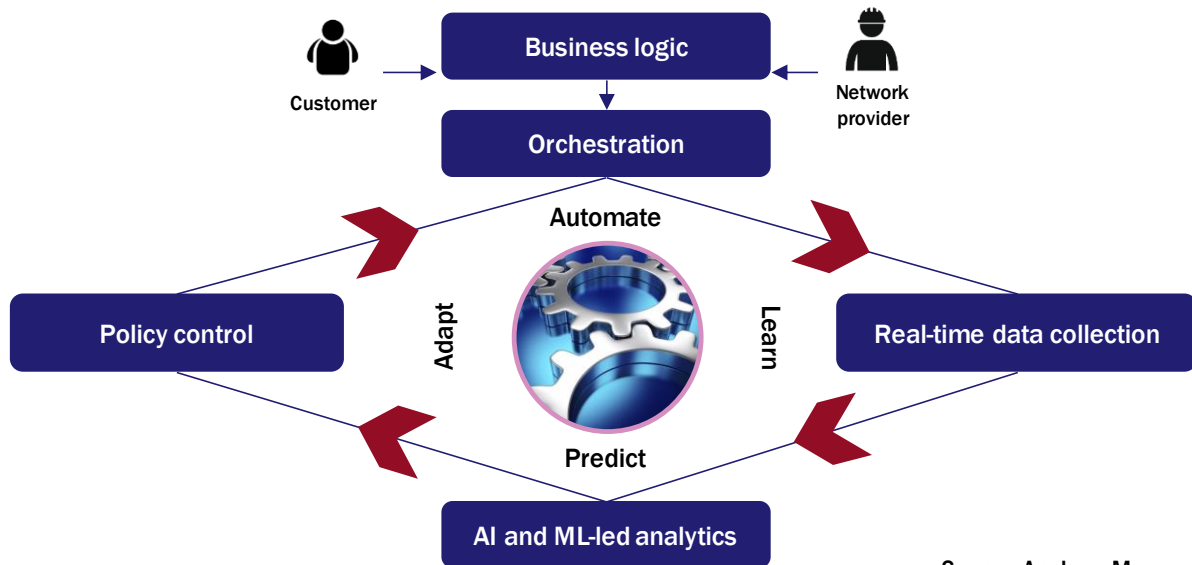 Business logic
Customer
Network
provider
Orchestration
Automate
Policy control
Adapt
Learn
Real-time data collection
Predict
AI and ML-led analytics